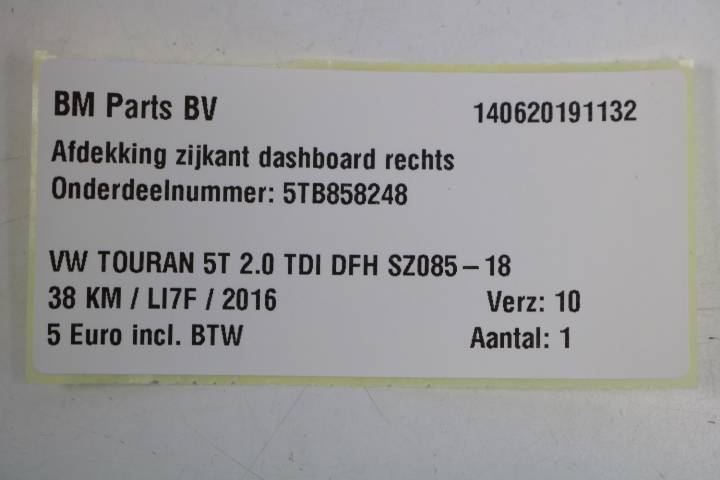 BM Parts BV 140620191132
Afdekking zijkant dashboard rechts
Onderdeelnummer: 5TB858248
VW TOURAN 5T 2.0 TDI DFH SZ085-18
38 KM / LI7F / 2016 Verz: 10
5 Euro incl. BTW Aantal: 1